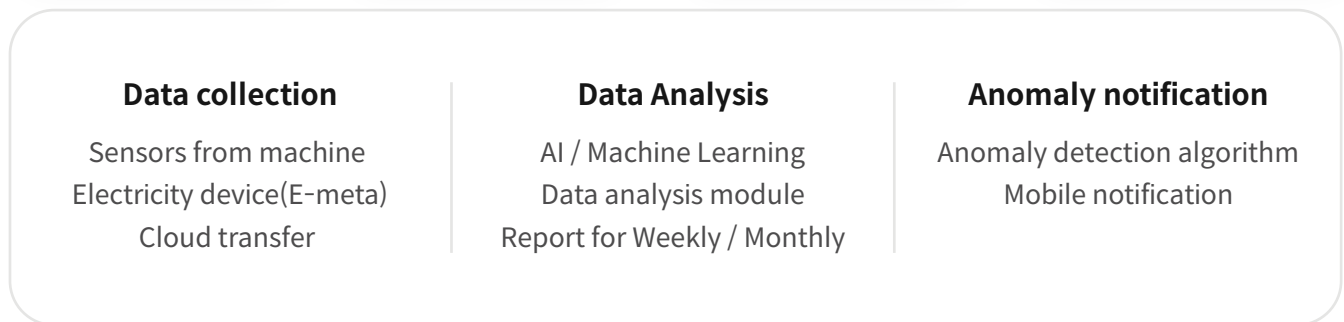 Data collection
Sensors from machine
Electricity device(E-meta)
Cloud transfer
Data Analysis
AI / Machine Learning
Data analysis module
Report for Weekly / Monthly
Anomaly notification
Anomaly detection algorithm
Mobile notification